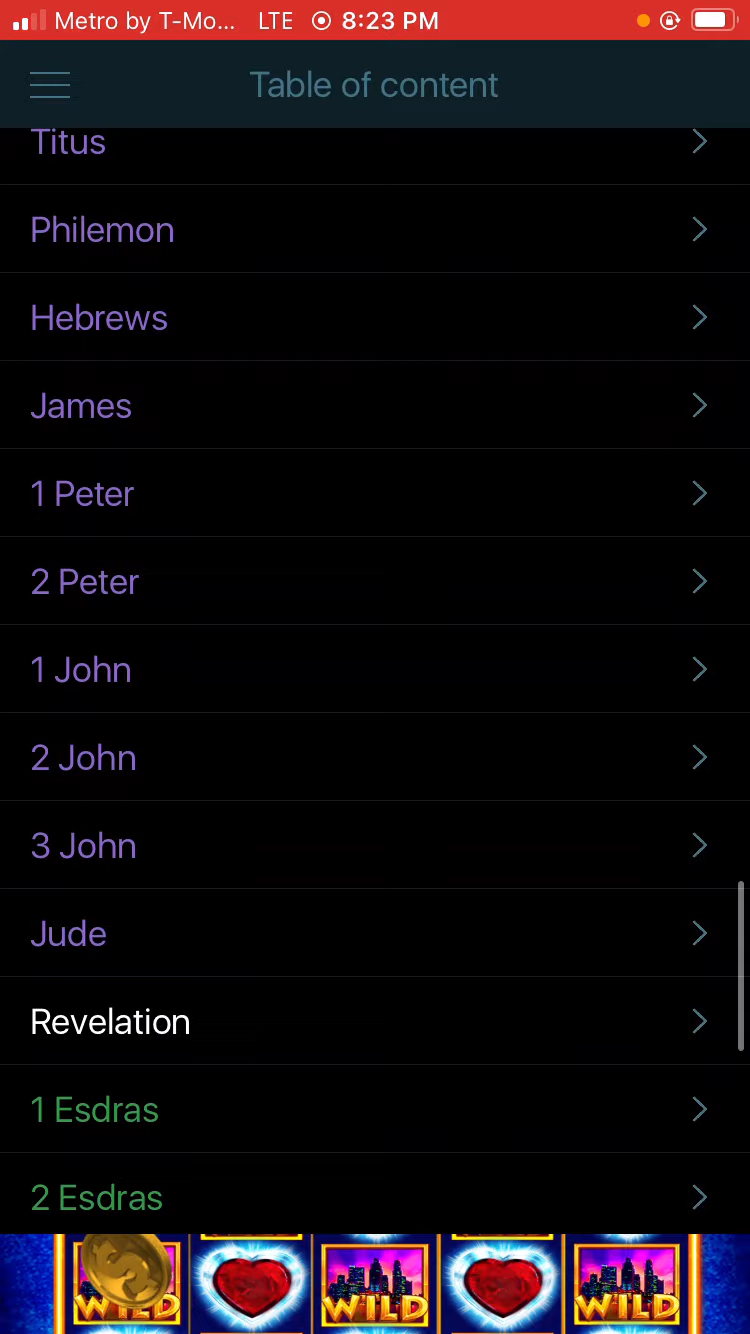 Metro by T-Mo... LTE 8:23 PM
Table of content
Titus
Philemon
Hebrews
James
1 Peter
2 Peter
1 John
2 John
3 John
Jude
Revelation
1 Esdras
2 Esdras
WILD WILD WILD